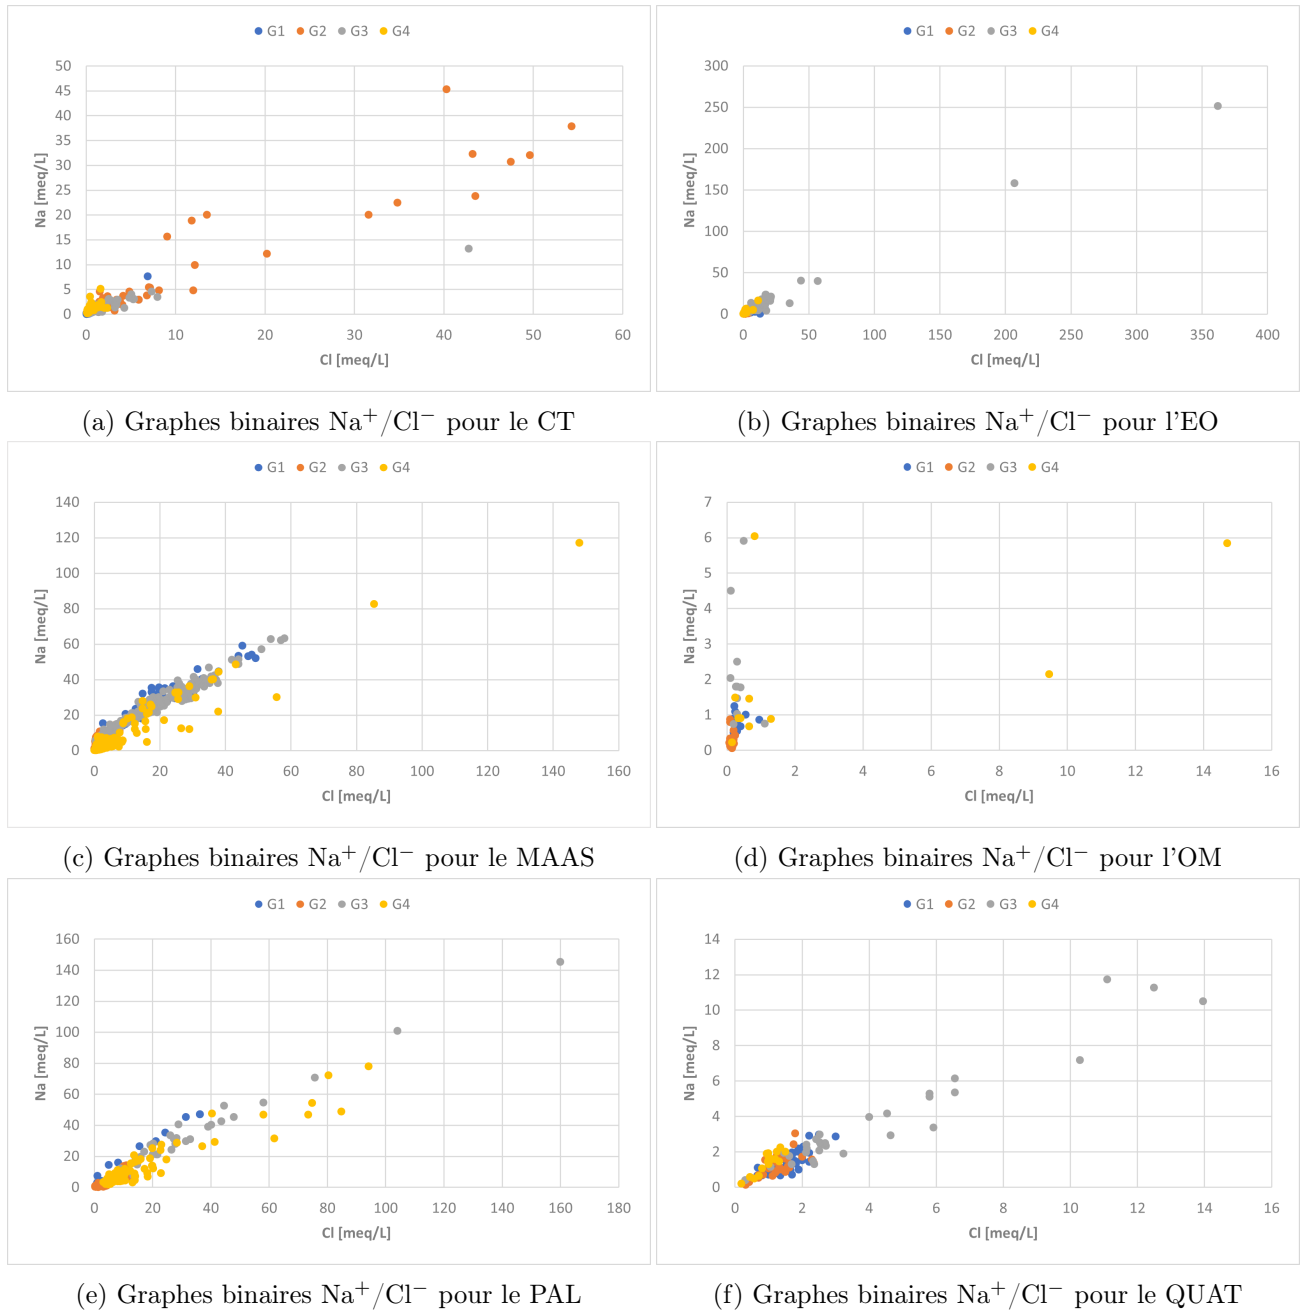 G1 G2 G3 G4
50
45
40
35
30
25
20
15
10
5
0
Na [meq/L]
0 10 20 30 40 50 60
Cl [meq/L]
(a) Graphes binaires Na⁺/Cl⁻ pour le CT
G1 G2 G3 G4
300
250
200
150
100
50
0
Na [meq/L]
0 50 100 150 200 250 300 350 400
Cl [meq/L]
(b) Graphes binaires Na⁺/Cl⁻ pour l'EO
G1 G2 G3 G4
140
120
100
80
60
40
20
0
Na [meq/L]
0 20 40 60 80 100 120 140 160
Cl [meq/L]
(c) Graphes binaires Na⁺/Cl⁻ pour le MAAS
G1 G2 G3 G4
7
6
5
4
3
2
1
0
Na [meq/L]
0 2 4 6 8 10 12 14 16
Cl [meq/L]
(d) Graphes binaires Na⁺/Cl⁻ pour l'OM
G1 G2 G3 G4
160
140
120
100
80
60
40
20
0
Na [meq/L]
0 20 40 60 80 100 120 140 160 180
Cl [meq/L]
(e) Graphes binaires Na⁺/Cl⁻ pour le PAL
G1 G2 G3 G4
14
12
10
8
6
4
2
0
Na [meq/L]
0 2 4 6 8 10 12 14 16
Cl [meq/L]
(f) Graphes binaires Na⁺/Cl⁻ pour le QUAT